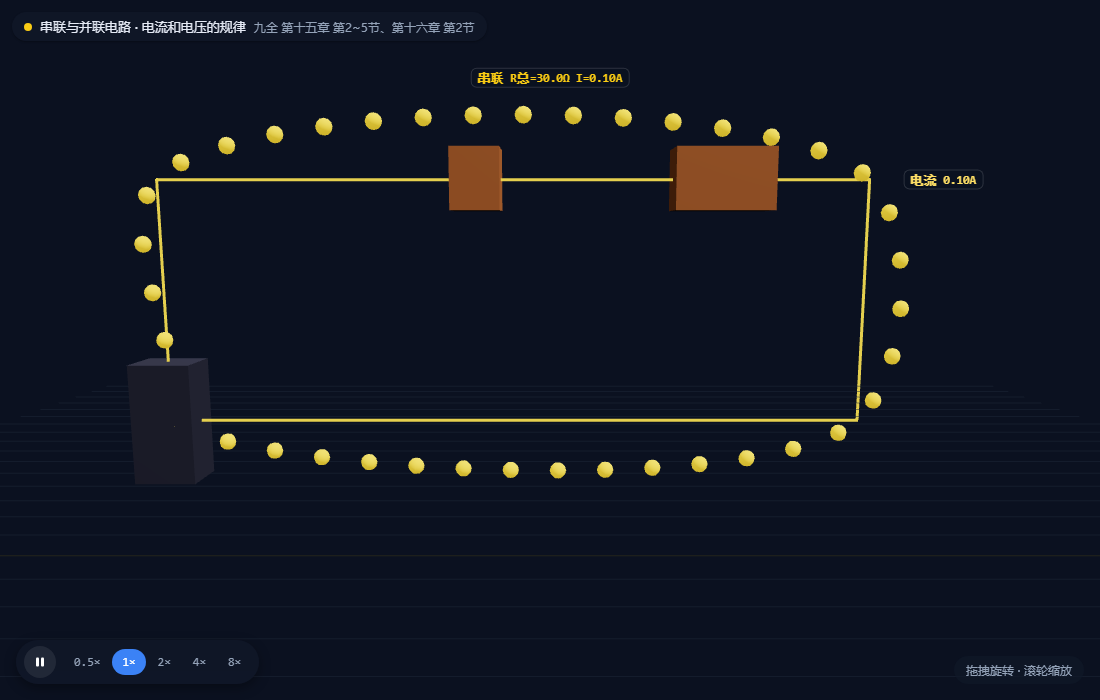 串联与并联电路 · 电流和电压的规律 九全 第十五章 第2~5节、第十六章 第2节
串联 R总=30.0Ω I=0.10A
电流 0.10A
0.5× 1× 2× 4× 8×
拖拽旋转 · 滚轮缩放